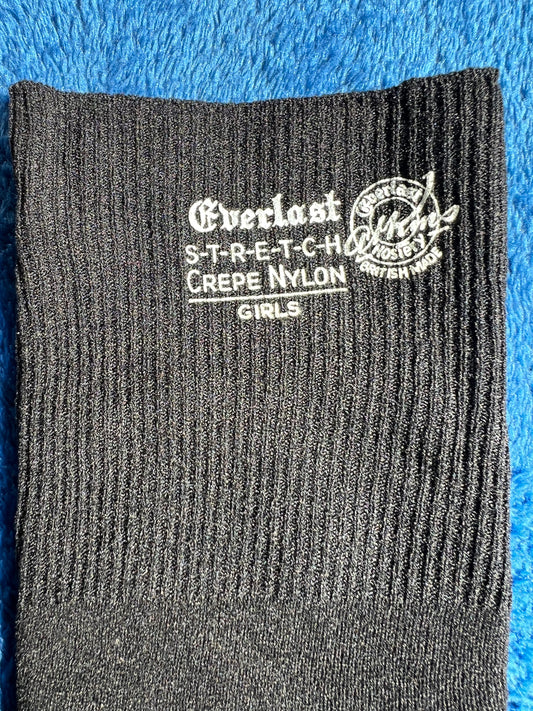 Everlast
S-T-R-E-T-C-H
CREPE NYLON
GIRLS
Everlast
HOSIERY
BRITISH MADE